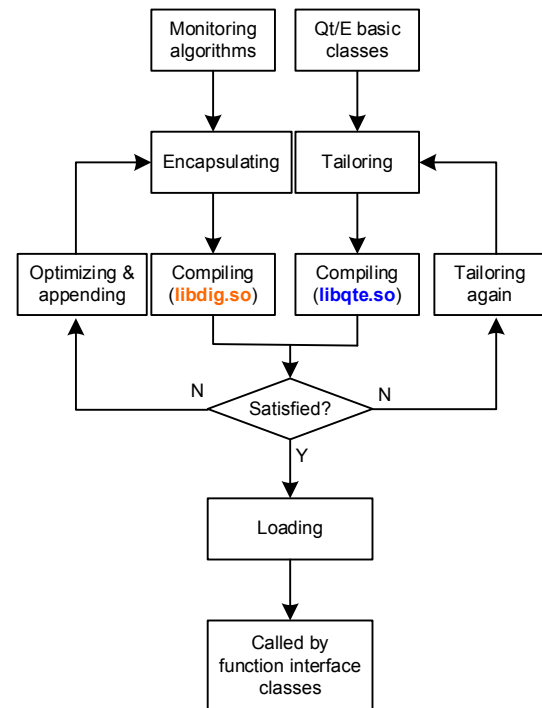 Monitoring
algorithms
Qt/E basic
classes
Encapsulating
Tailoring
Optimizing &
appending
Compiling
(libdig.so)
Compiling
(libqte.so)
Tailoring
again
N
Satisfied?
N
Y
Loading
Called by
function interface
classes